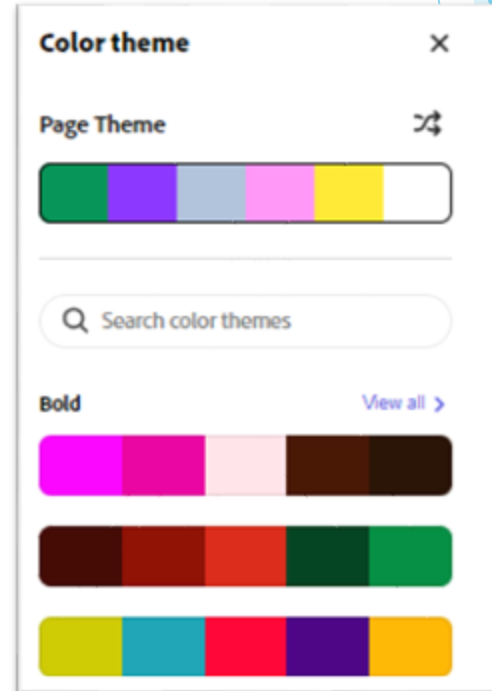 Color theme
Page Theme
Search color themes
Bold
View all